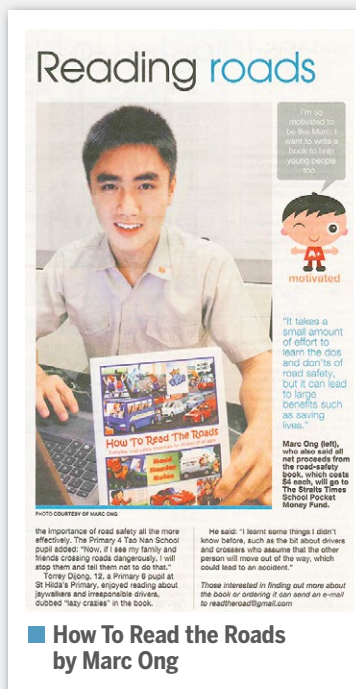 Reading roads
I'm so
motivated to
be like Marc. I
want to write a
book to help
young people
too.
A+
motivated
"It takes a
small amount
of effort to
learn the dos
and don'ts of
road safety,
but it can lead
to large
benefits such
as saving
lives."
Marc Ong (left),
who also said all
net proceeds from
the road-safety
book, which costs
$4 each, will go to
The Straits Times
School Pocket
Money Fund.
How To Read The Roads
Road
Reader
Rules
PHOTO COURTESY OF MARC ONG
the importance of road safety all the more
effectively. The Primary 4 Tao Nan School
pupil added: "Now, if I see my family and
friends crossing roads dangerously, I will
stop them and tell them not to do that."
Torrey Dijong, 12, a Primary 6 pupil at
St Hilda's Primary, enjoyed reading about
jaywalkers and irresponsible drivers,
dubbed "lazy crazies" in the book.
He said: "I learnt some things I didn't
know before, such as the bit about drivers
and crossers who assume that the other
person will move out of the way, which
could lead to an accident."
Those interested in finding out more about
the book or ordering it can send an e-mail
to readtheroad@gmail.com
How To Read the Roads
by Marc Ong